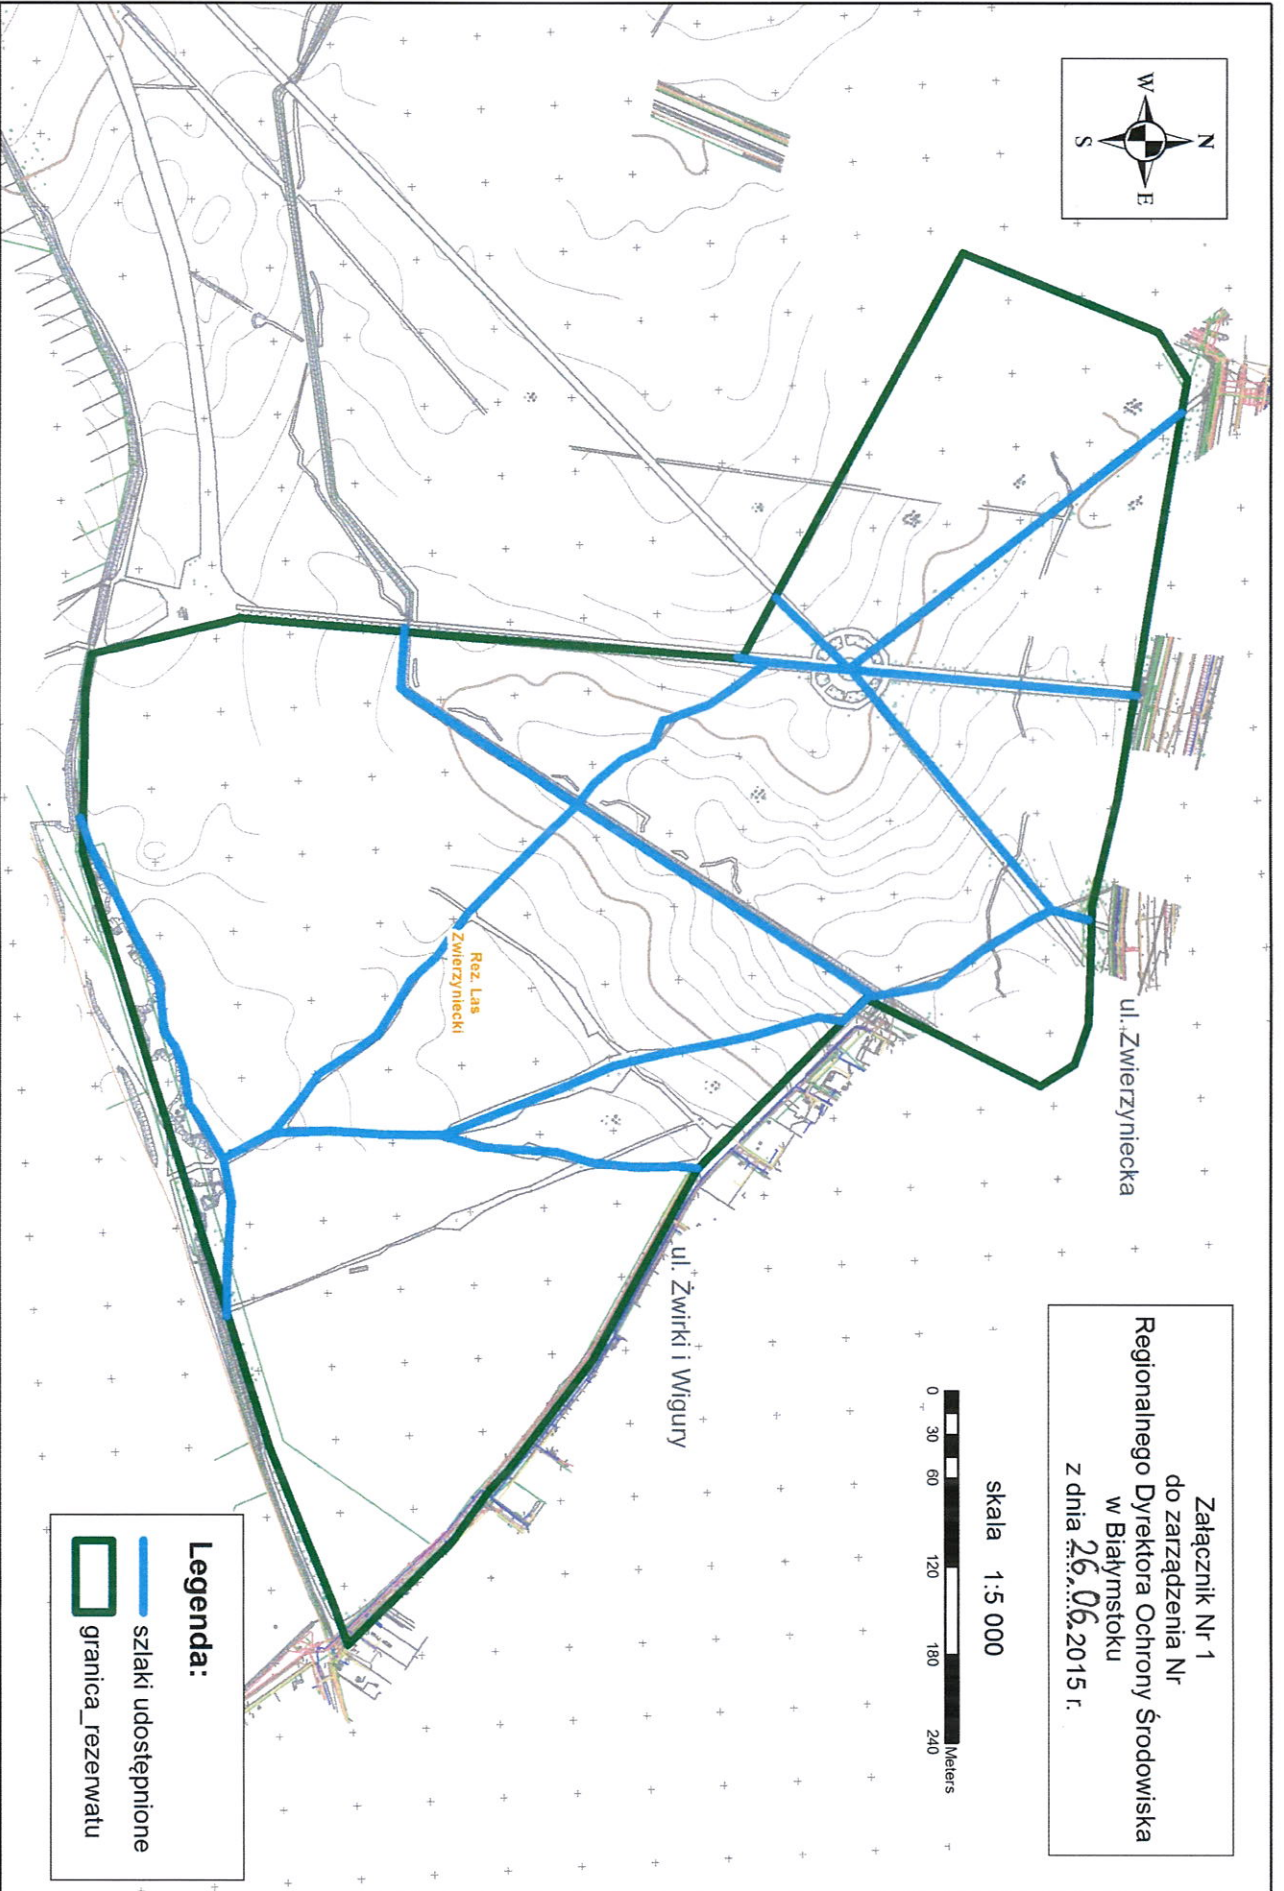 N
W
E
S
Załącznik Nr 1
do zarządzenia Nr
Regionalnego Dyrektora Ochrony Środowiska
w Białymstoku
z dnia 26.06.2015 r.
skala 1:5 000
0 30 60 120 180 240
Meters
ul. Zwierzyniecka
ul. Żwirki i Wigury
Rez. Las
Zwierzyniecki
Legenda:
szlaki udostępnione
granica_rezerwatu